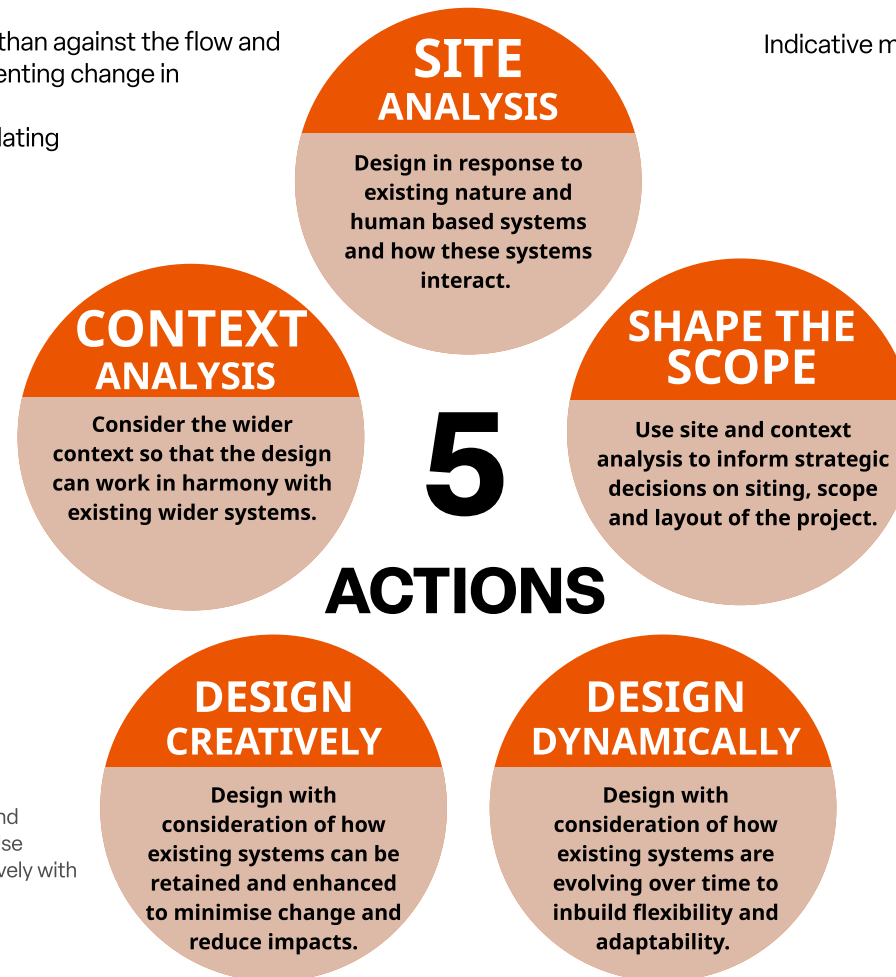 than against the flow and
change in
Indicative
SITE
ANALYSIS
Design in response to
existing nature and
human based systems
and how these systems
interact.
CONTEXT
ANALYSIS
Consider the wider
context so that the design
can work in harmony with
existing wider systems.
SHAPE THE
SCOPE
Use site and context
analysis to inform strategic
decisions on siting, scope
and layout of the project.
5
ACTIONS
DESIGN
CREATIVELY
Design with
consideration of how
existing systems can be
retained and enhanced
to minimise change and
reduce impacts.
DESIGN
DYNAMICALLY
Design with
consideration of how
existing systems are
evolving over time to
inbuild flexibility and
adaptability.
with